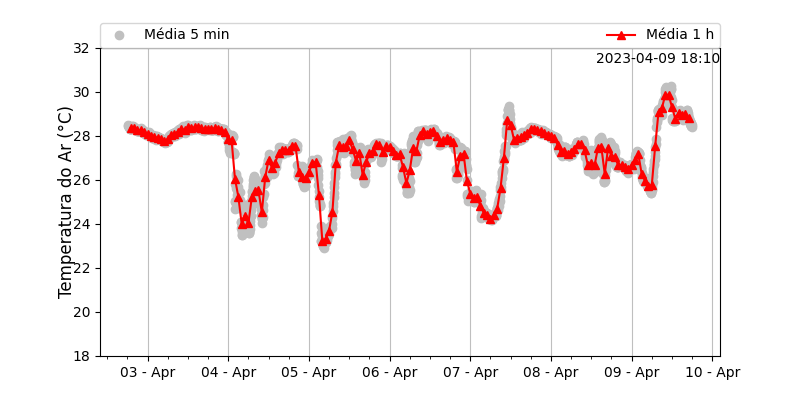 Média 5 min
Média 1 h
2023-04-09 18:10
Temperatura do Ar (°C)
32
30
28
26
24
22
20
18
03 - Apr
04 - Apr
05 - Apr
06 - Apr
07 - Apr
08 - Apr
09 - Apr
10 - Apr